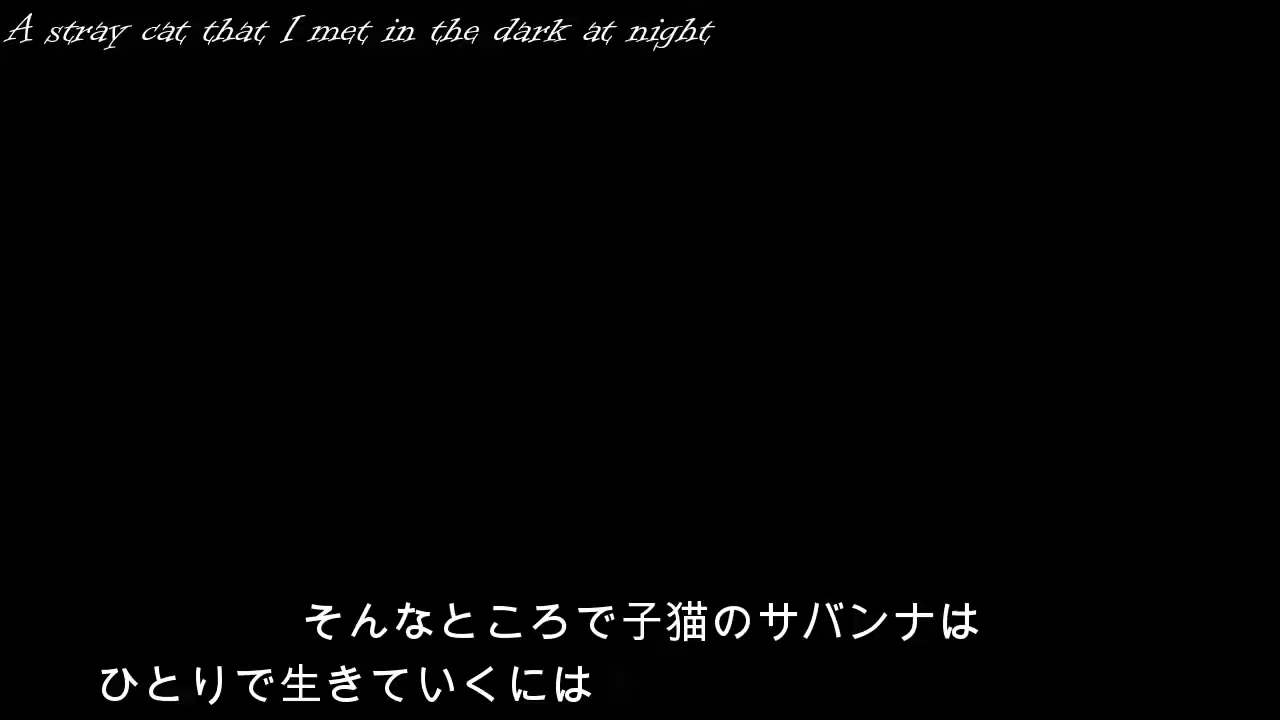 A stray cat that I met in the dark at night
そんなところで子猫のサバンナは
ひとりで生きていくには